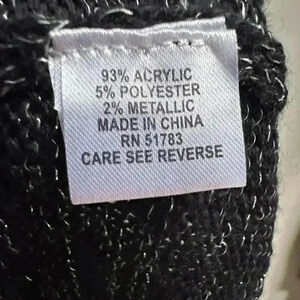 93% ACRYLIC
5% POLYESTER
2% METALLIC
MADE IN CHINA
RN 51783
CARE SEE REVERSE